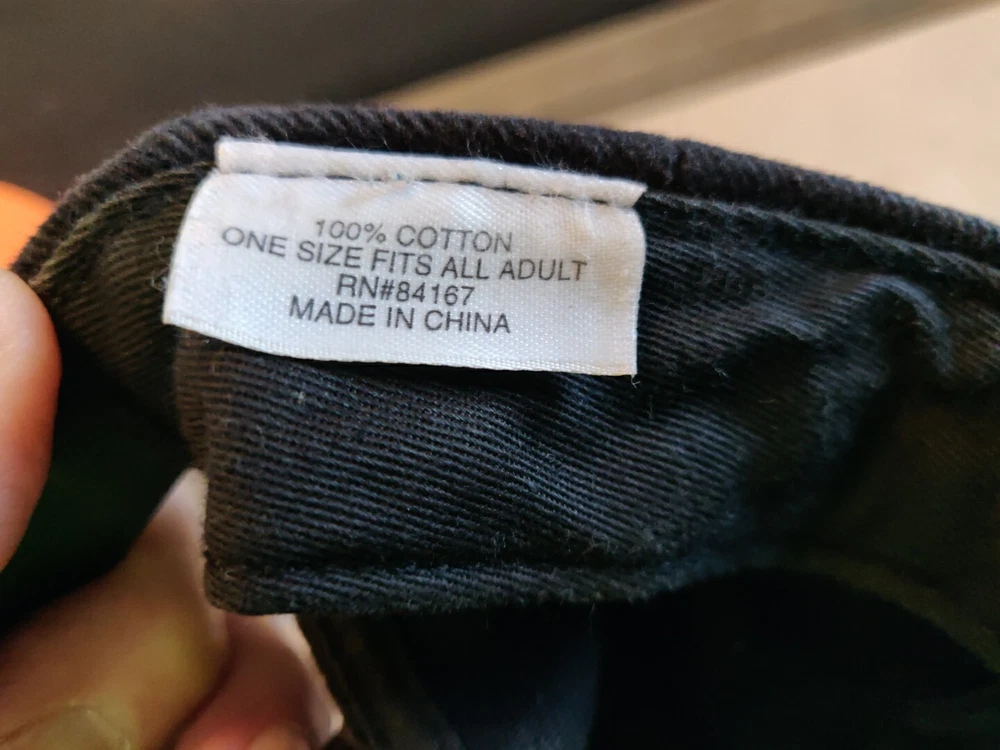 100% COTTON
ONE SIZE FITS ALL ADULT
RN#84167
MADE IN CHINA